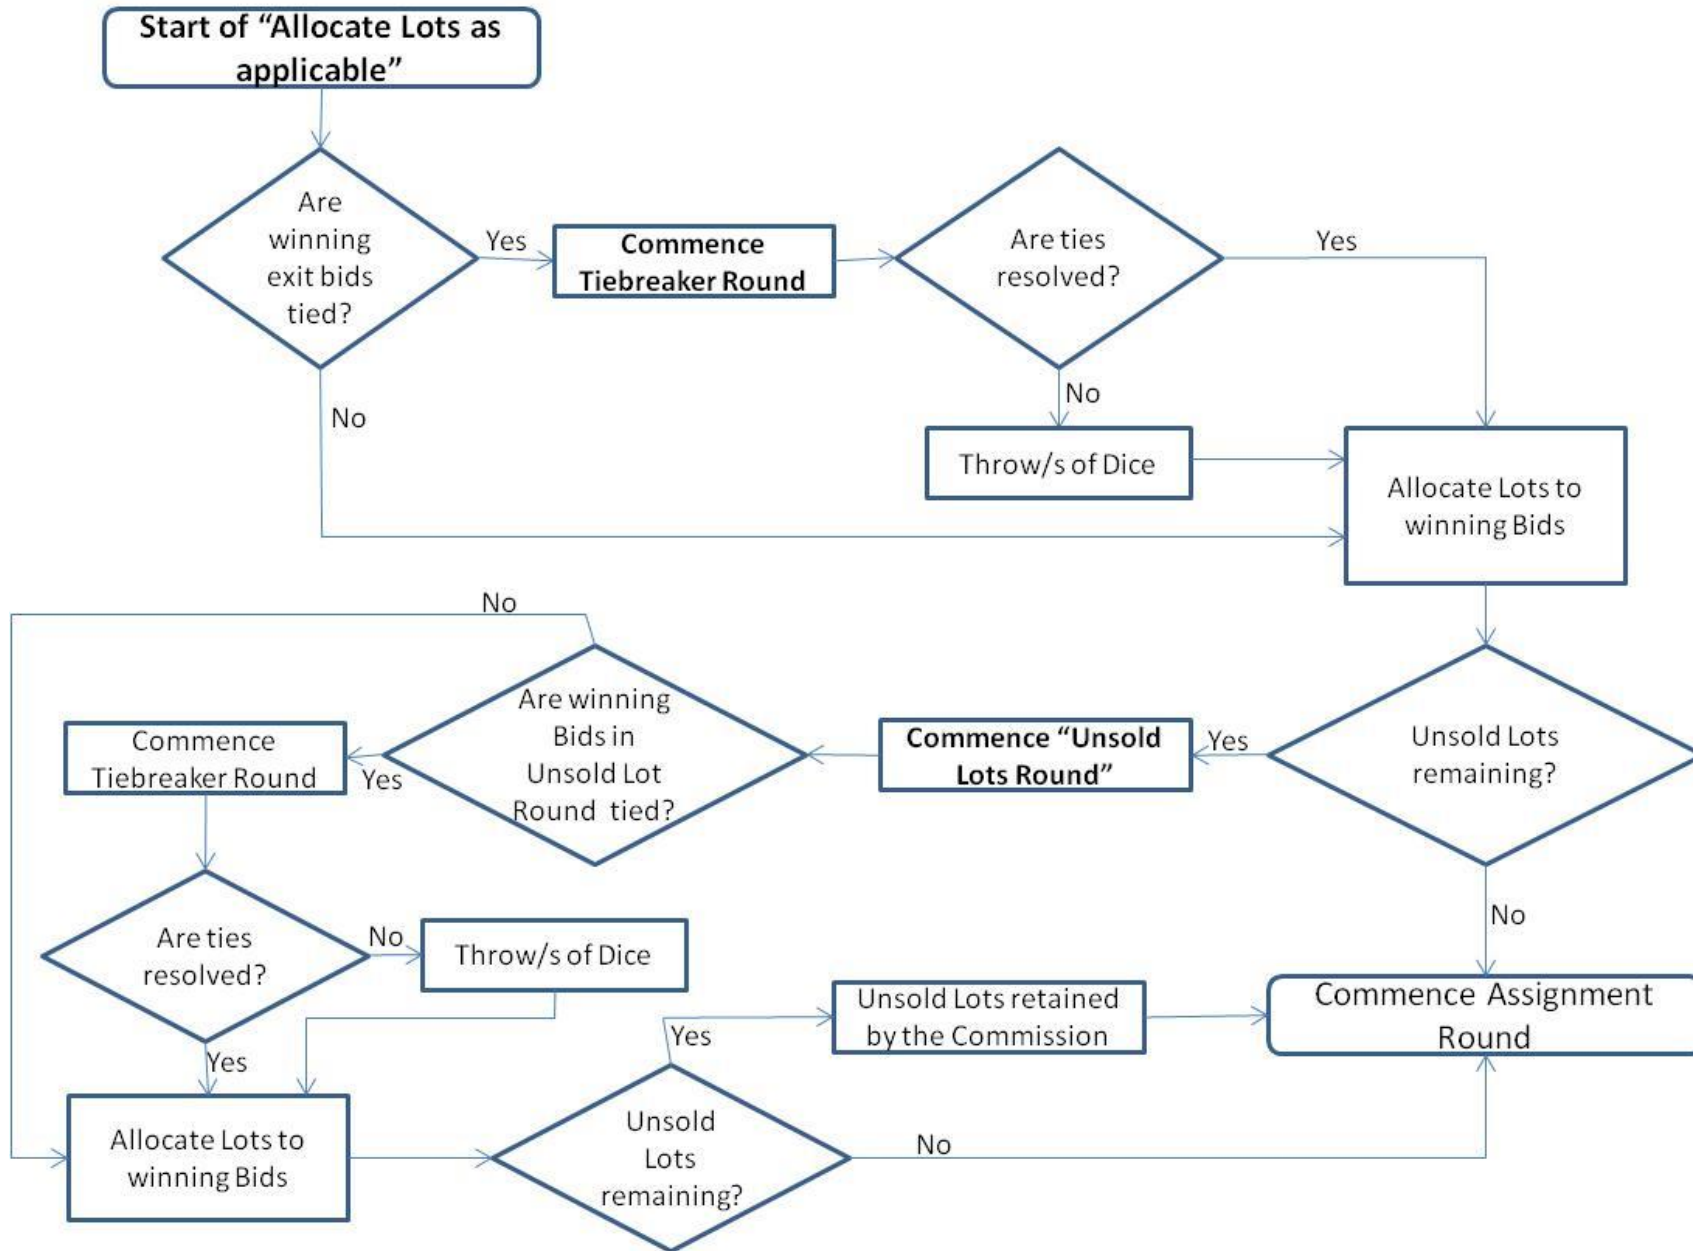 Start of “Allocate Lots as
applicable”
Are
winning
exit bids
tied?
Yes
Commence
Tiebreaker Round
Are ties
resolved?
Yes
No
No
Throw/s of Dice
Allocate Lots to
winning Bids
No
Are winning
Bids in
Unsold Lot
Round tied?
Commence
Tiebreaker Round
Yes
Commence “Unsold
Lots Round”
Yes
Unsold Lots
remaining?
No
Are ties
resolved?
No
Throw/s of Dice
Yes
Unsold Lots retained
by the Commission
Yes
Commence Assignment
Round
Allocate Lots to
winning Bids
Unsold
Lots
remaining?
No